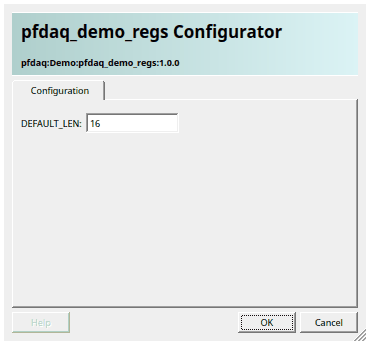 pfdaq_demo_regs Configurator
pfdaq:Demo:pfdaq_demo_regs:1.0.0
Configuration
DEFAULT_LEN: 16
Help OK Cancel